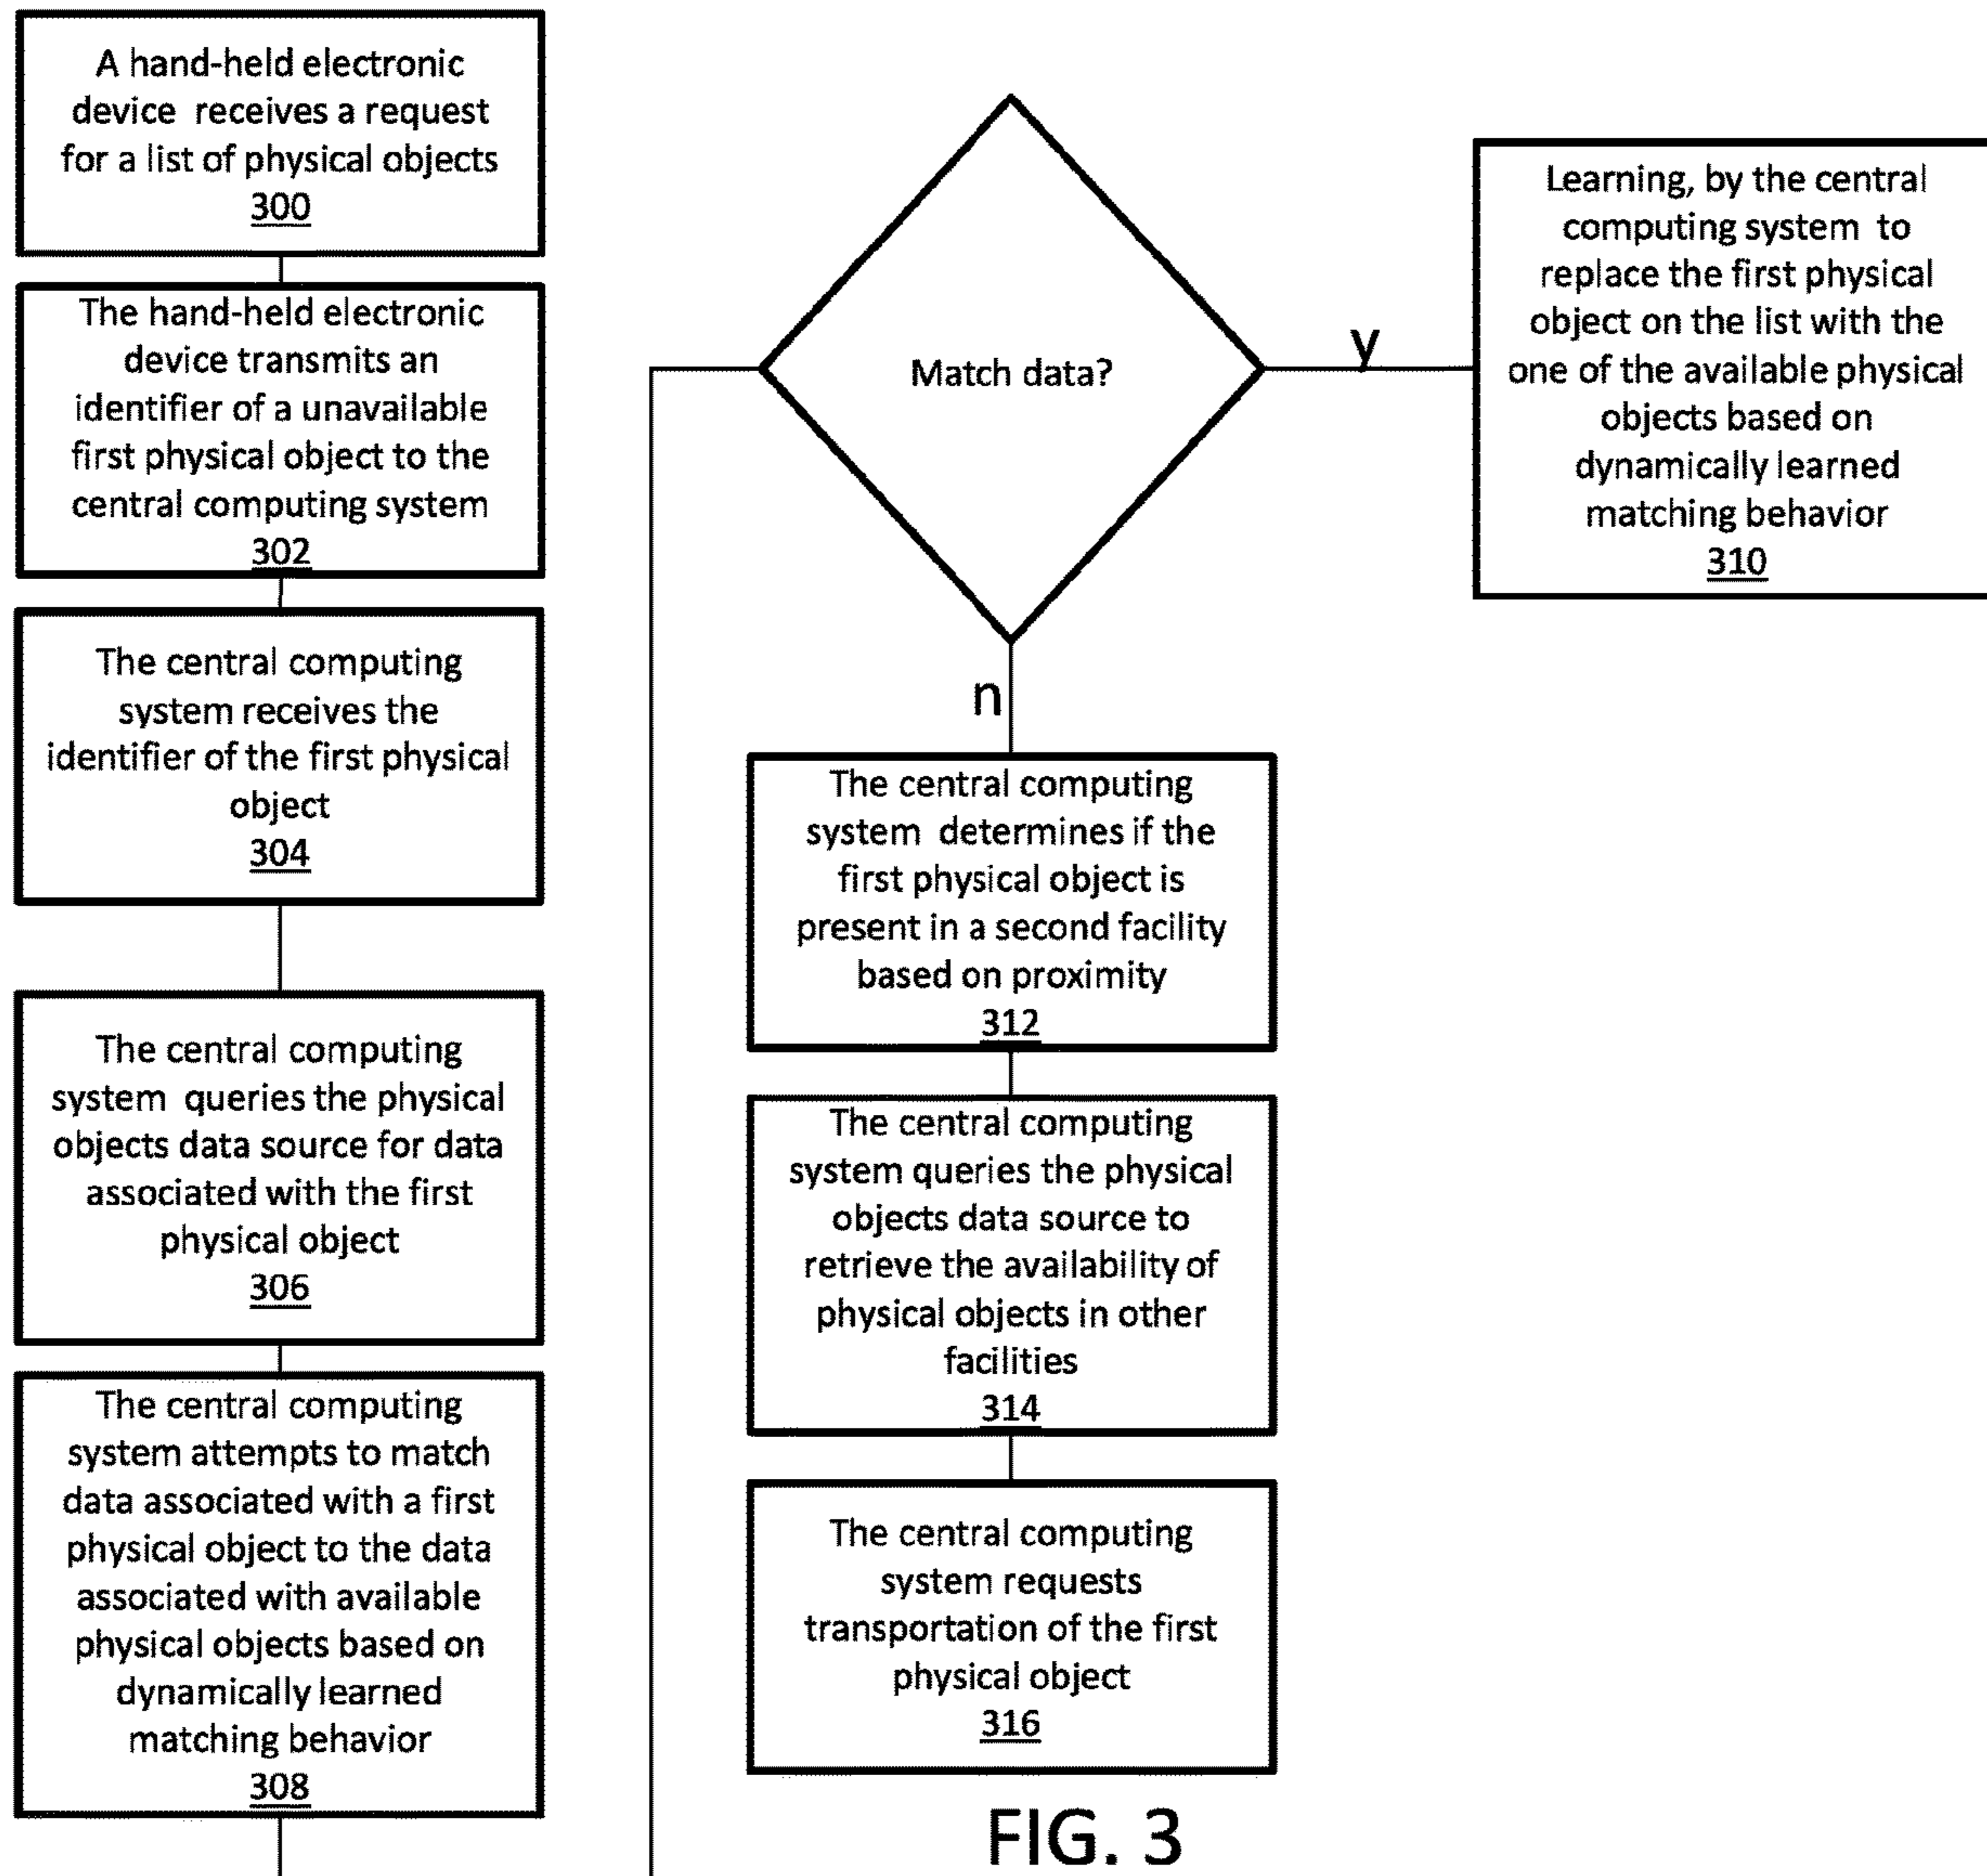 A hand-held electronic
device receives a request
for a list of physical objects
300
The hand-held electronic
device transmits an
identifier of a unavailable
first physical object to the
central computing system
302
The central computing
system receives the
identifier of the first physical
object
304
The central computing
system queries the physical
objects data source for data
associated with the first
physical object
306
The central computing
system attempts to match
data associated with a first
physical object to the data
associated with available
physical objects based on
dynamically learned
matching behavior
308
Match data?
y
Learning, by the central
computing system to
replace the first physical
object on the list with the
one of the available physical
objects based on
dynamically learned
matching behavior
310
n
The central computing
system determines if the
first physical object is
present in a second facility
based on proximity
312
The central computing
system queries the physical
objects data source to
retrieve the availability of
physical objects in other
facilities
314
The central computing
system requests
transportation of the first
physical object
316
FIG. 3